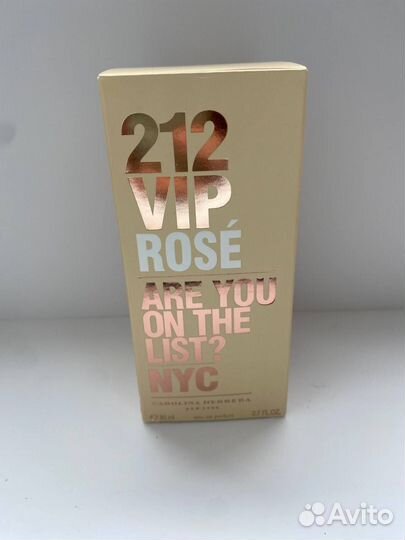 212
VIP
ROSÉ
ARE YOU
ON THE
LIST?
NYC
CAROLINA HERRERA
NEW YORK
℮ 80 ml eau de parfum 2.7 FL.OZ.
Avito